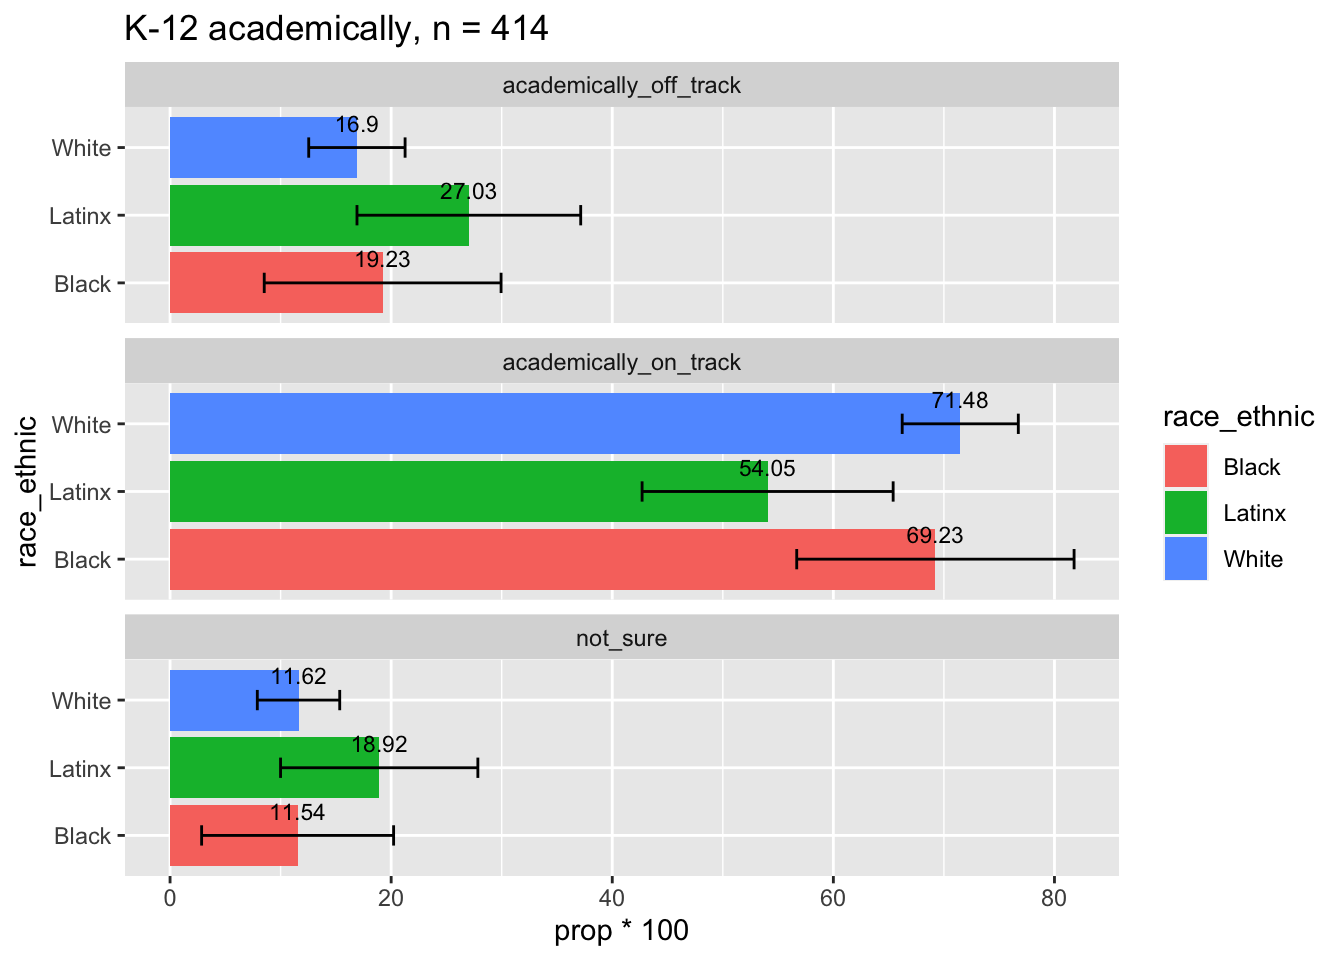 K-12 academically, n = 414
academically_off_track
White
16.9
Latinx
27.03
Black
19.23
academically_on_track
White
71.48
Latinx
54.05
Black
69.23
not_sure
White
11.62
Latinx
18.92
Black
11.54
0 20 40 60 80
prop * 100
race_ethnic
race_ethnic
Black
Latinx
White